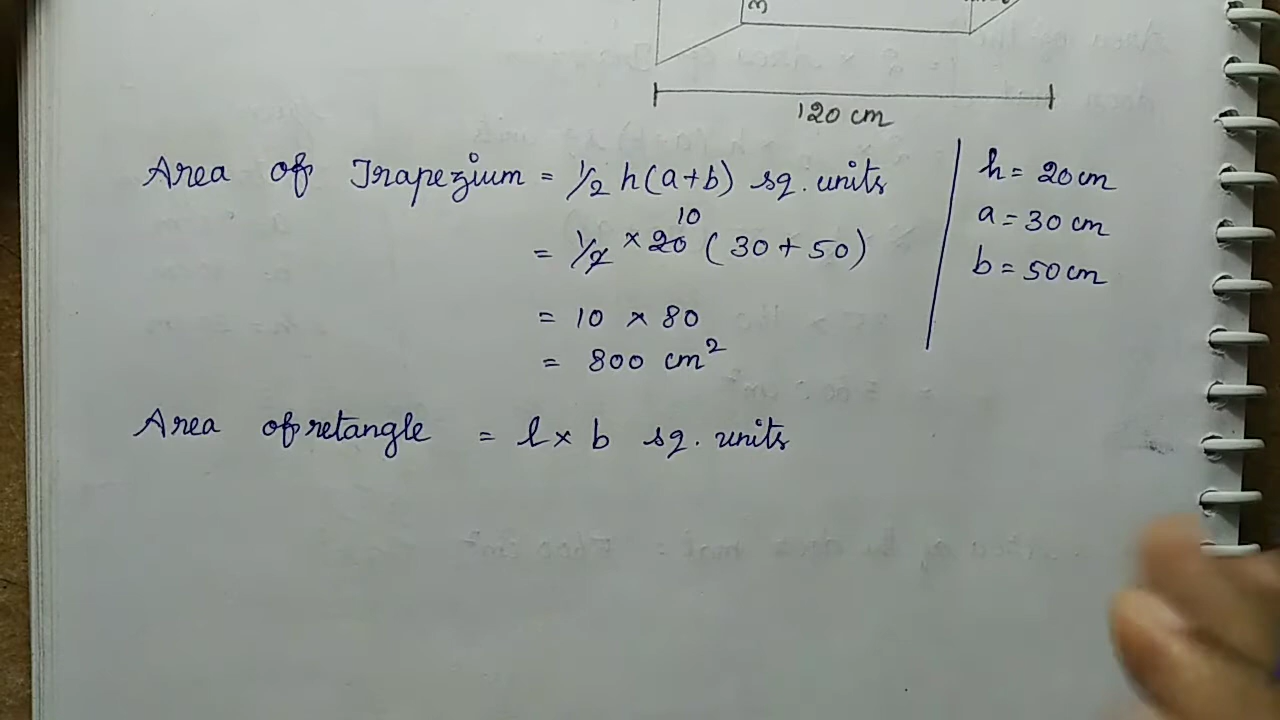 120 cm
Area of Trapezium = 1/2 h(a+b) sq. units
= 1/2 × 20 10 (30 + 50)
= 10 × 80
= 800 cm²
h = 20 cm
a = 30 cm
b = 50 cm
Area of retangle = l × b sq. units